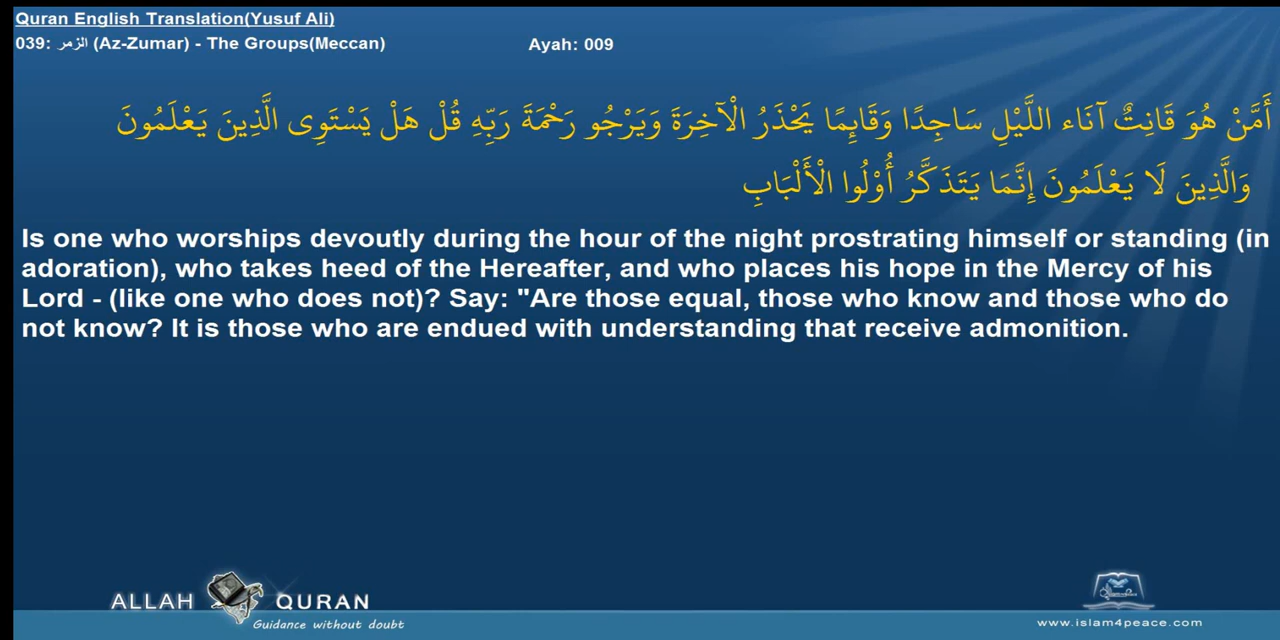 Quran English Translation(Yusuf Ali)
039: الزمر (Az-Zumar) - The Groups(Meccan)
Ayah: 009
أَمَّنْ هُوَ قَانِتٌ آنَاء اللَّيْلِ سَاجِدًا وَقَائِمًا يَحْذَرُ الْآخِرَةَ وَيَرْجُو رَحْمَةَ رَبِّهِ قُلْ هَلْ يَسْتَوِي الَّذِينَ يَعْلَمُونَ
وَالَّذِينَ لَا يَعْلَمُونَ إِنَّمَا يَتَذَكَّرُ أُوْلُوا الْأَلْبَابِ
Is one who worships devoutly during the hour of the night prostrating himself or standing (in
adoration), who takes heed of the Hereafter, and who places his hope in the Mercy of his
Lord - (like one who does not)? Say: "Are those equal, those who know and those who do
not know? It is those who are endued with understanding that receive admonition.
ALLAH QURAN
Guidance without doubt
www.islam4peace.com